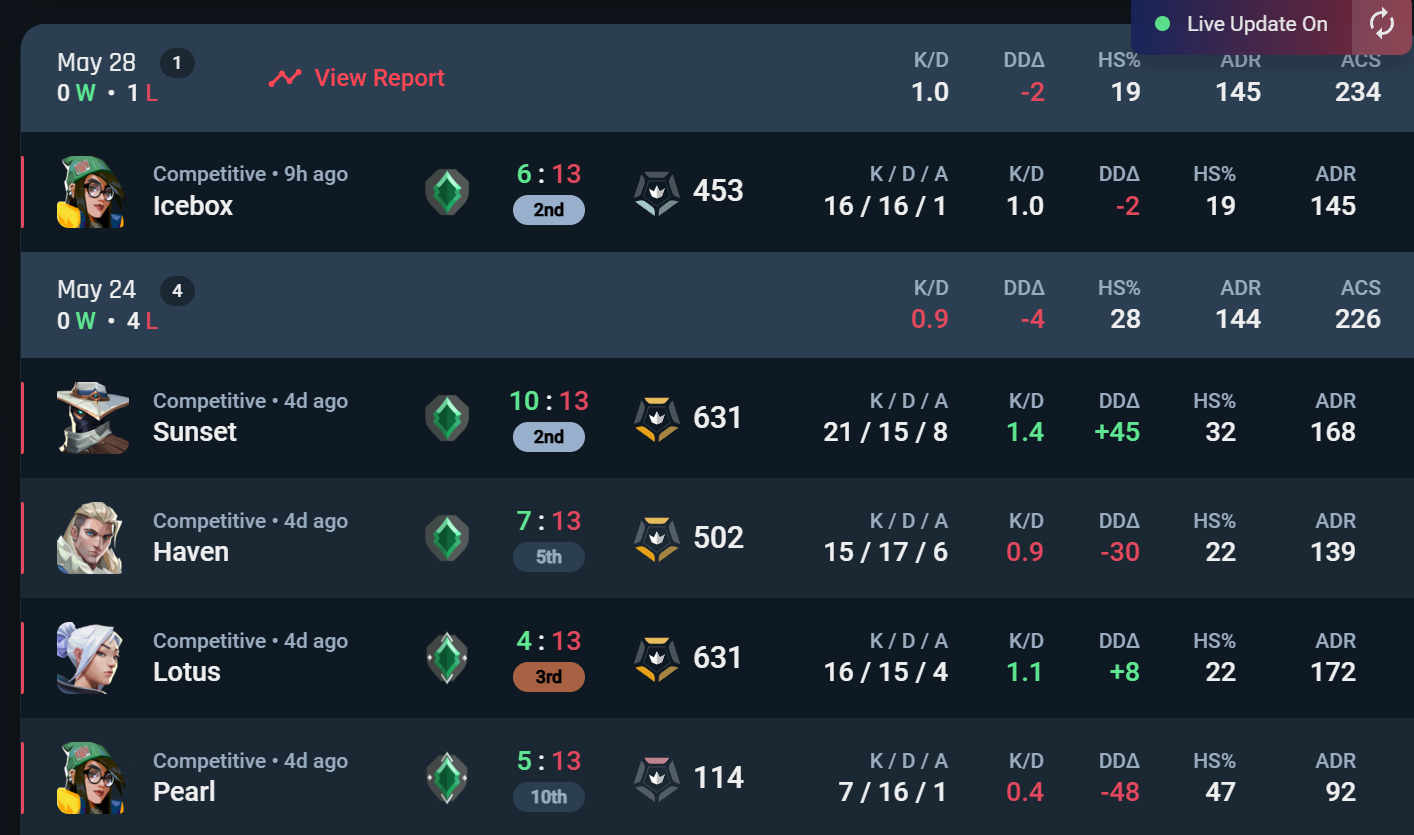 Live Update On
May 28 1
0 W • 1 L
View Report
K/D DDΔ HS% ADR ACS
1.0 -2 19 145 234
Competitive • 9h ago
Icebox
6 : 13
2nd
453
K / D / A K/D DDΔ HS% ADR
16 / 16 / 1 1.0 -2 19 145
May 24 4
0 W • 4 L
K/D DDΔ HS% ADR ACS
0.9 -4 28 144 226
Competitive • 4d ago
Sunset
10 : 13
2nd
631
K / D / A K/D DDΔ HS% ADR
21 / 15 / 8 1.4 +45 32 168
Competitive • 4d ago
Haven
7 : 13
5th
502
K / D / A K/D DDΔ HS% ADR
15 / 17 / 6 0.9 -30 22 139
Competitive • 4d ago
Lotus
4 : 13
3rd
631
K / D / A K/D DDΔ HS% ADR
16 / 15 / 4 1.1 +8 22 172
Competitive • 4d ago
Pearl
5 : 13
10th
114
K / D / A K/D DDΔ HS% ADR
7 / 16 / 1 0.4 -48 47 92